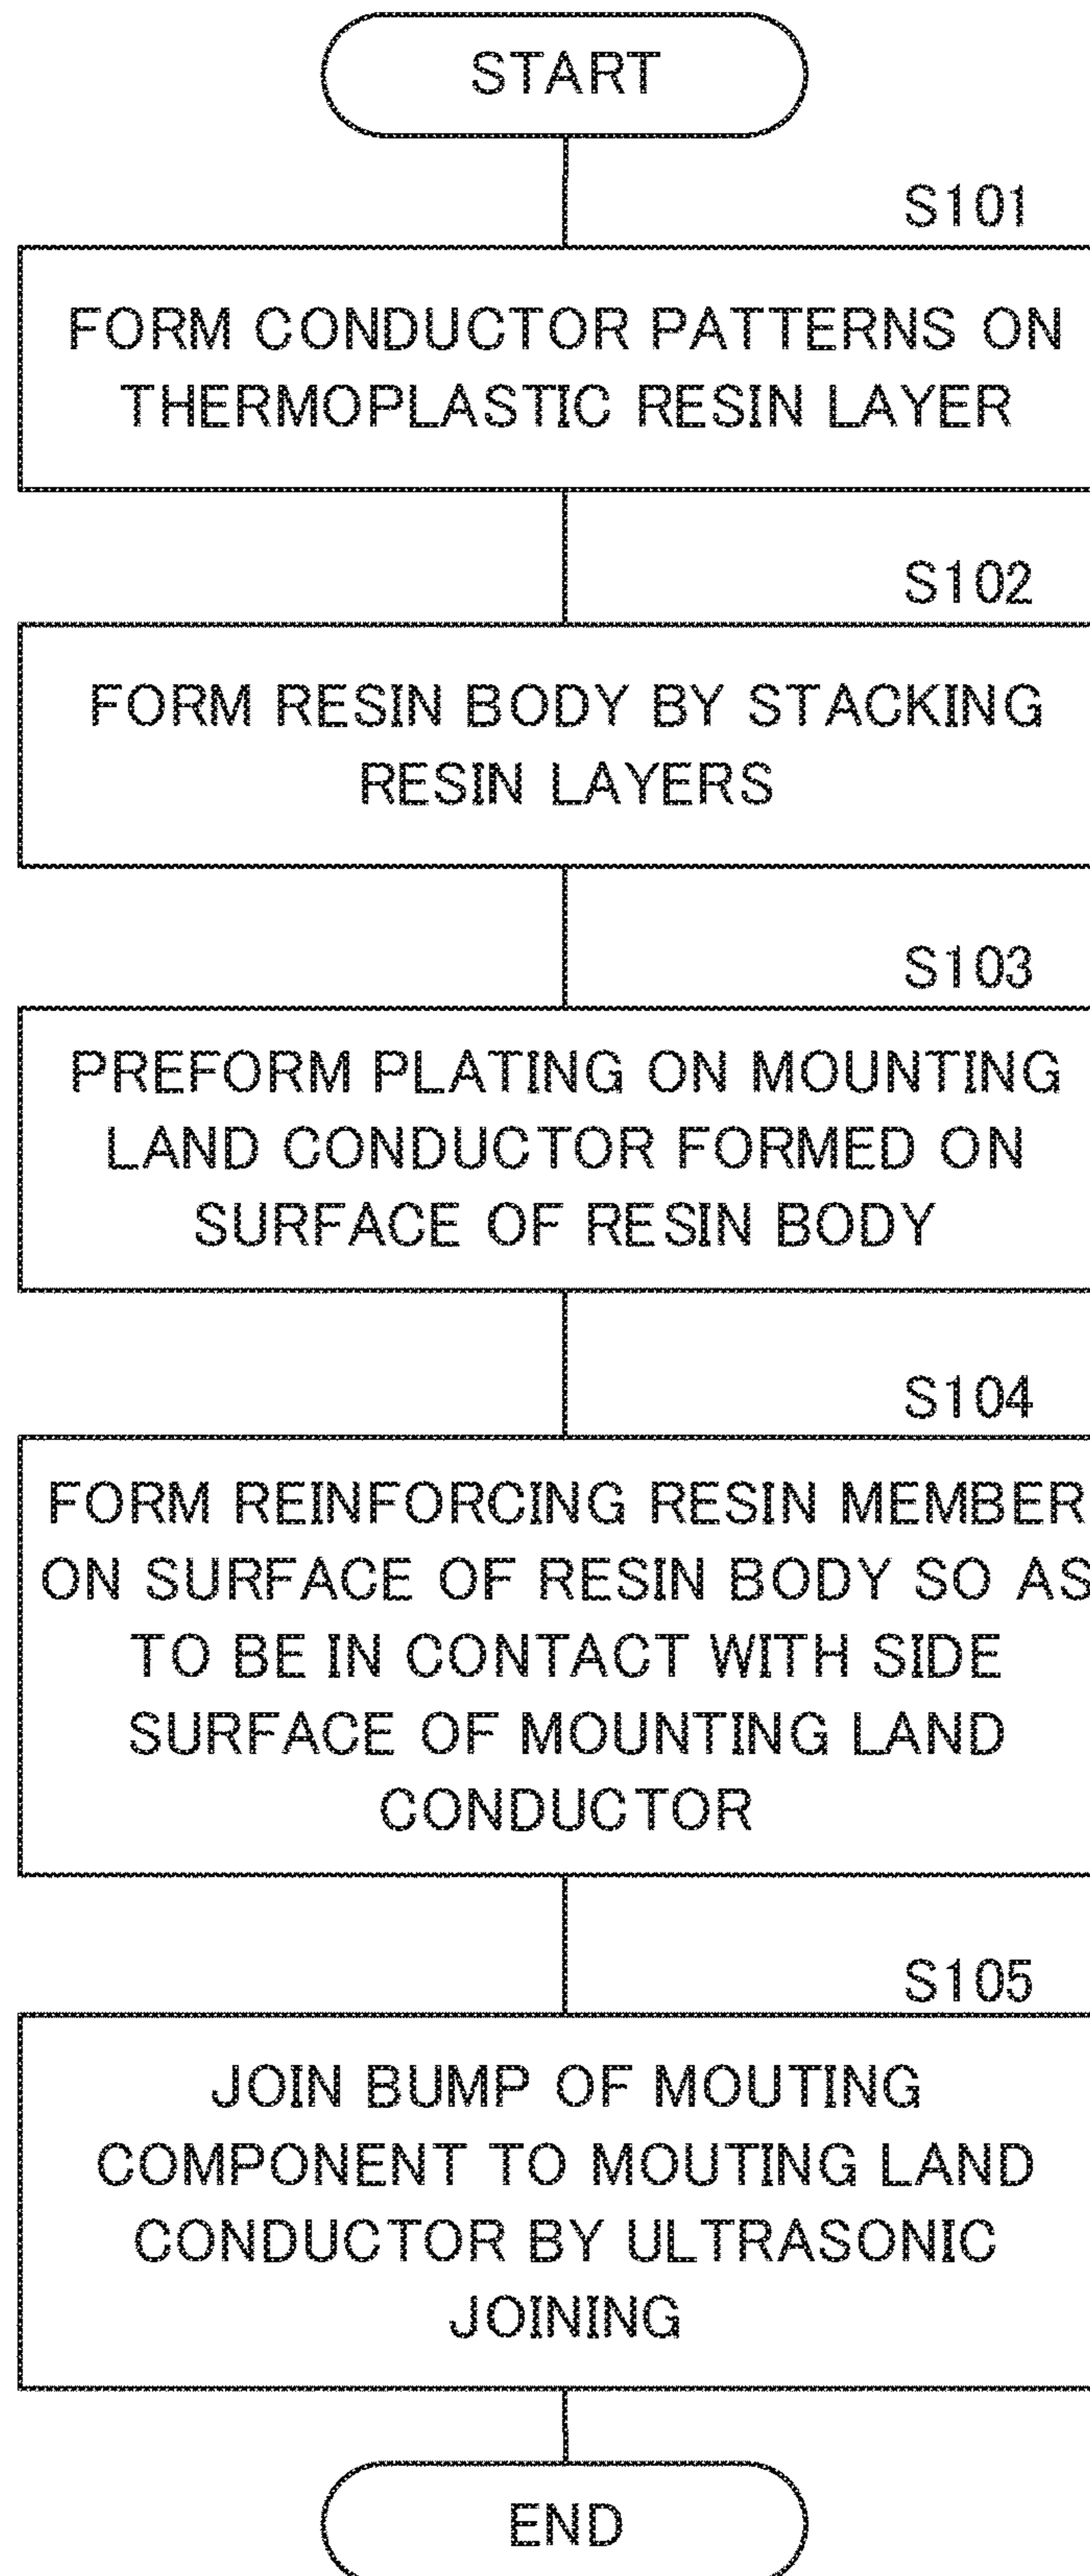 START
S101
FORM CONDUCTOR PATTERNS ON
THERMOPLASTIC RESIN LAYER
S102
FORM RESIN BODY BY STACKING
RESIN LAYERS
S103
PREFORM PLATING ON MOUNTING
LAND CONDUCTOR FORMED ON
SURFACE OF RESIN BODY
S104
FORM REINFORCING RESIN MEMBER
ON SURFACE OF RESIN BODY SO AS
TO BE IN CONTACT WITH SIDE
SURFACE OF MOUNTING LAND
CONDUCTOR
S105
JOIN BUMP OF MOUTING
COMPONENT TO MOUTING LAND
CONDUCTOR BY ULTRASONIC
JOINING
END